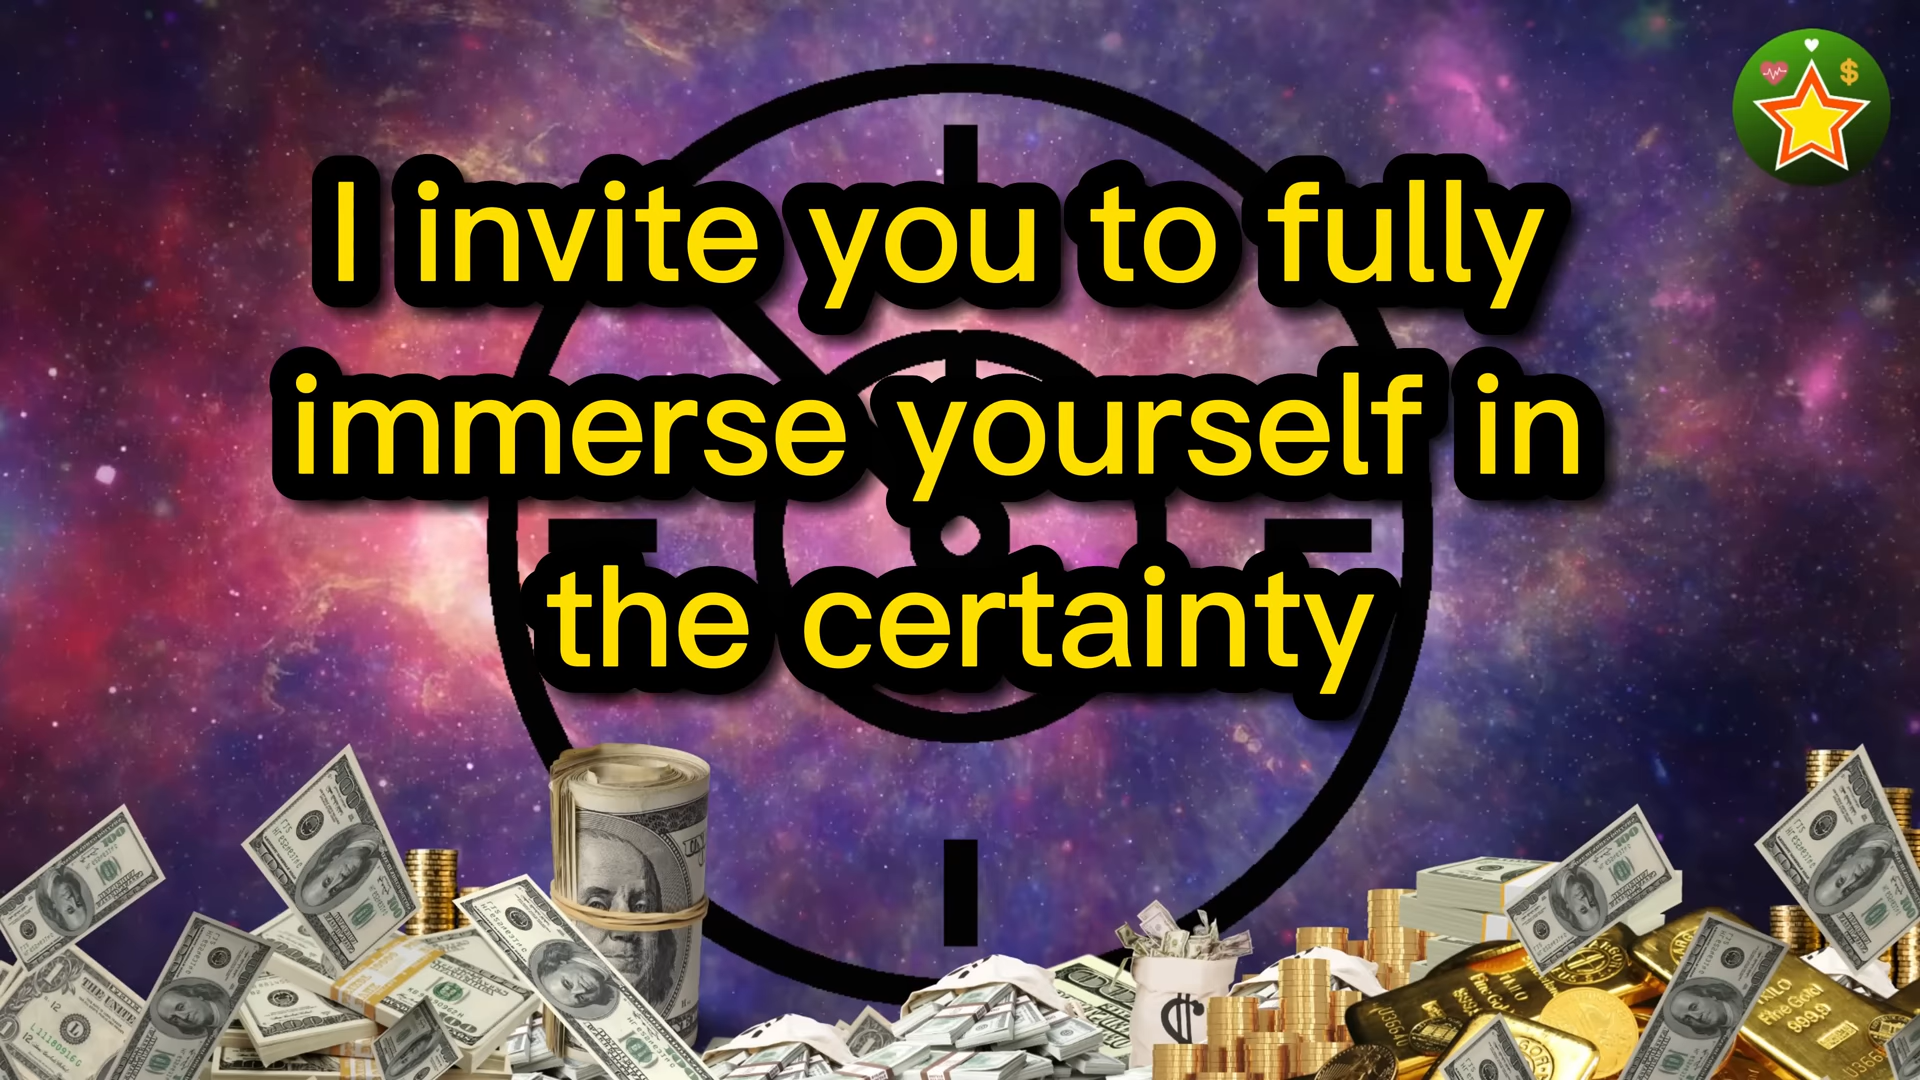 I invite you to fully
immerse yourself in
the certainty